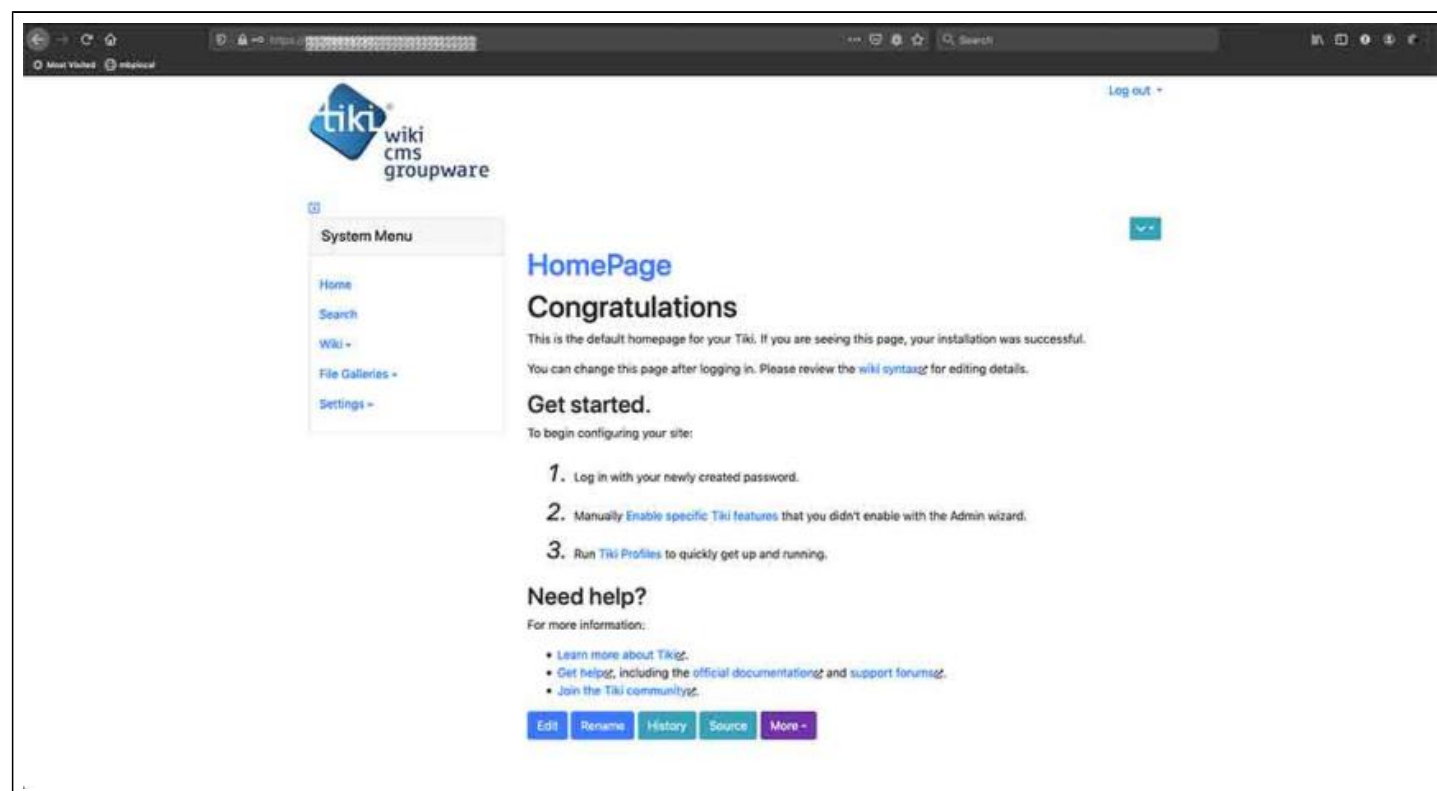 https://
Search
Most Visited mbplocal
Log out
tiki®
wiki
cms
groupware
System Menu
Home
Search
Wiki
File Galleries
Settings
HomePage
Congratulations
This is the default homepage for your Tiki. If you are seeing this page, your installation was successful.
You can change this page after logging in. Please review the wiki syntax for editing details.
Get started.
To begin configuring your site:
1. Log in with your newly created password.
2. Manually Enable specific Tiki features that you didn't enable with the Admin wizard.
3. Run Tiki Profiles to quickly get up and running.
Need help?
For more information:
• Learn more about Tiki.
• Get help, including the official documentation and support forums.
• Join the Tiki community.
Edit Rename History Source More